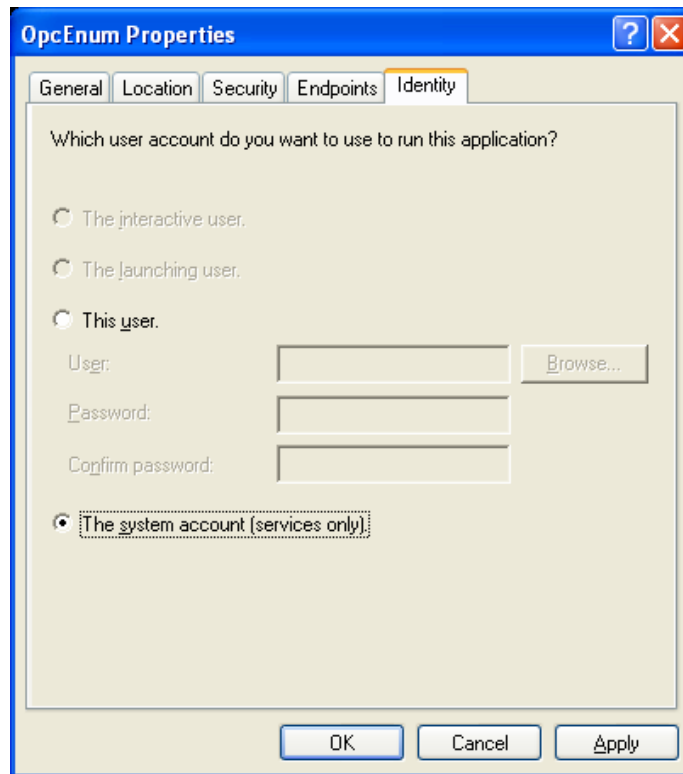 OpcEnum Properties
General Location Security Endpoints Identity
Which user account do you want to use to run this application?
The interactive user.
The launching user.
This user.
User:
Browse...
Password:
Confirm password:
The system account (services only).
OK Cancel Apply